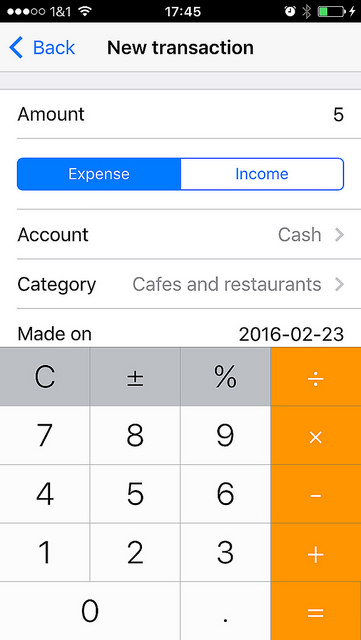 1&1 17:45
Back New transaction
Amount 5
Expense Income
Account Cash
Category Cafes and restaurants
Made on 2016-02-23
C ± % ÷
7 8 9 ×
4 5 6 -
1 2 3 +
0 . =